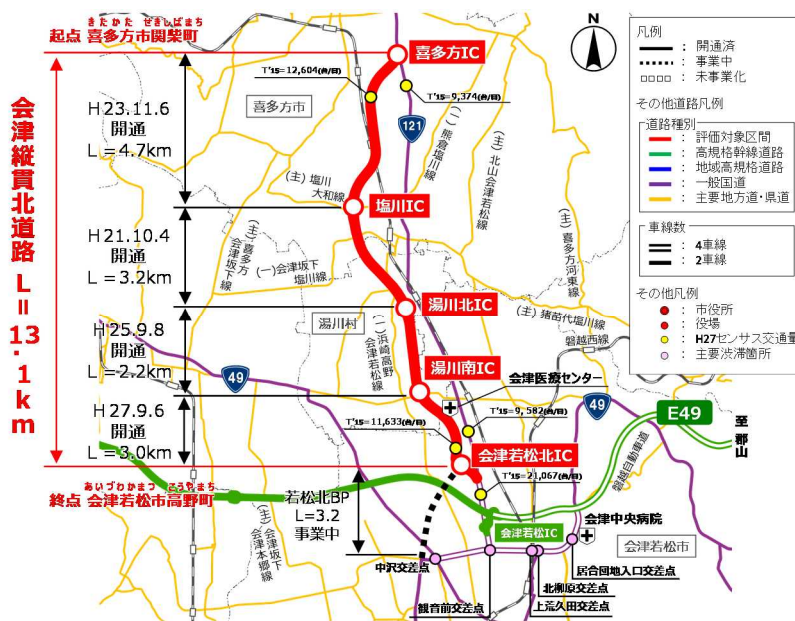 きたかた せきしばまち
起点 喜多方市関柴町
会津縦貫北道路 L＝13.1km
H23.11.6
開通
L＝4.7km
H21.10.4
開通
L＝3.2km
H25.9.8
開通
L＝2.2km
H27.9.6
開通
L＝3.0km
あいづわかまつ こうやまち
終点 会津若松市高野町
喜多方IC
T'15=12,604(台/日)
T'15=9,374(台/日)
喜多方市
121
(一)熊倉塩川線
(主)北山会津若松線
(主)塩川
大和線
塩川IC
(主)喜多方
会津坂下線
(一)会津坂下
塩川線
(主)喜多方河東線
湯川北IC
湯川村
(一)浜崎高野
会津若松線
(主)猪苗代塩川線
磐越西線
湯川南IC
49
会津医療センター
T'15=11,633(台/日)
T'15=9,582(台/日)
49
E49
至 郡山
会津若松北IC
T'15=21,067(台/日)
磐越自動車道
若松北BP
L=3.2
事業中
(主)会津坂下
会津本郷線
会津若松IC
会津中央病院
会津若松市
中沢交差点
居合団地入口交差点
北柳原交差点
観音前交差点
上荒久田交差点
N
凡例
： 開通済
： 事業中
： 未事業化
その他道路凡例
道路種別
： 評価対象区間
： 高規格幹線道路
： 地域高規格道路
： 一般国道
： 主要地方道・県道
車線数
： 4車線
： 2車線
その他凡例
： 市役所
： 役場
： H27センサス交通量
： 主要渋滞箇所